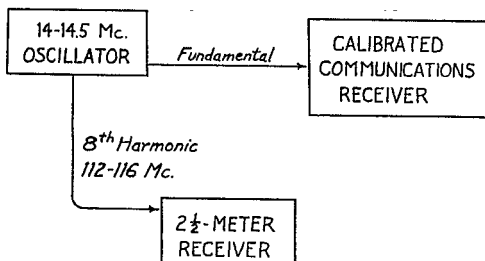 14-14.5 Mc.
OSCILLATOR
Fundamental
CALIBRATED
COMMUNICATIONS
RECEIVER
8th Harmonic
112-116 Mc.
2½-METER
RECEIVER